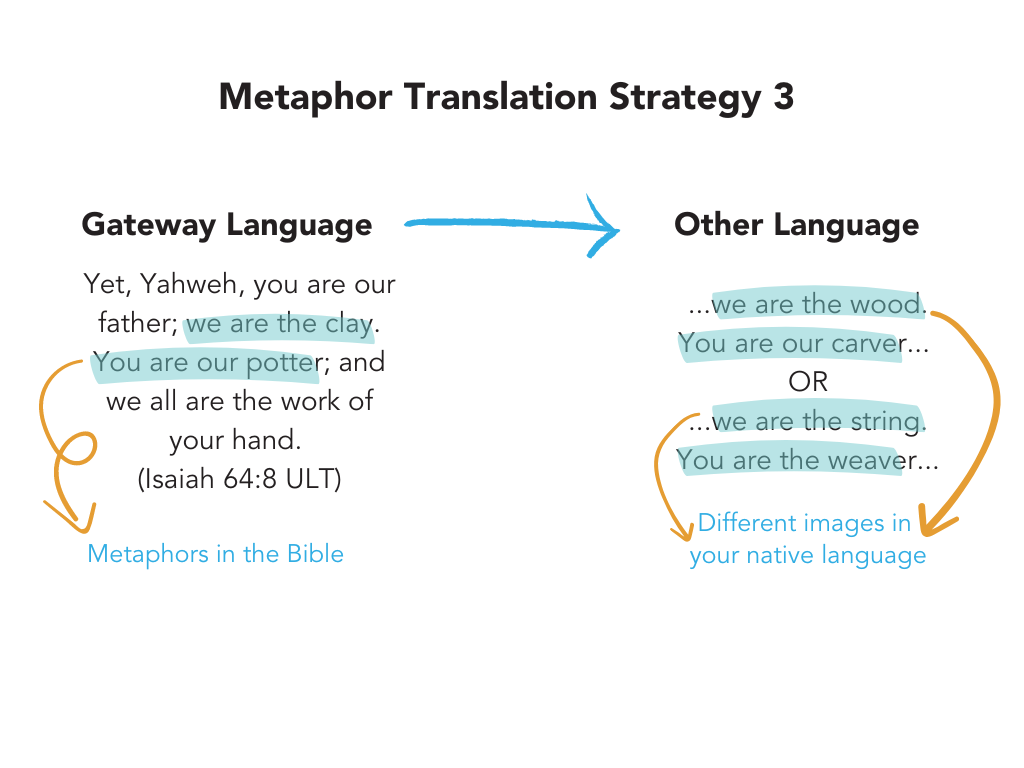 Metaphor Translation Strategy 3
Gateway Language
Yet, Yahweh, you are our
father; we are the clay.
You are our potter; and
we all are the work of
your hand.
(Isaiah 64:8 ULT)
Metaphors in the Bible
Other Language
...we are the wood.
You are our carver...
OR
...we are the string.
You are the weaver...
Different images in
your native language